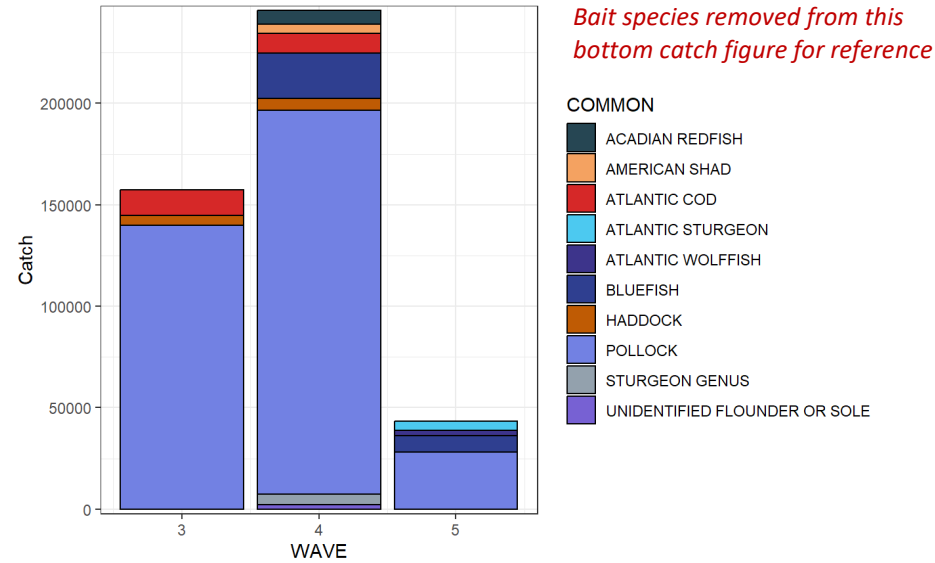 Bait species removed from this
bottom catch figure for reference
COMMON
ACADIAN REDFISH
AMERICAN SHAD
ATLANTIC COD
ATLANTIC STURGEON
ATLANTIC WOLFFISH
BLUEFISH
HADDOCK
POLLOCK
STURGEON GENUS
UNIDENTIFIED FLOUNDER OR SOLE
Catch
200000
150000
100000
50000
0
3 4 5
WAVE